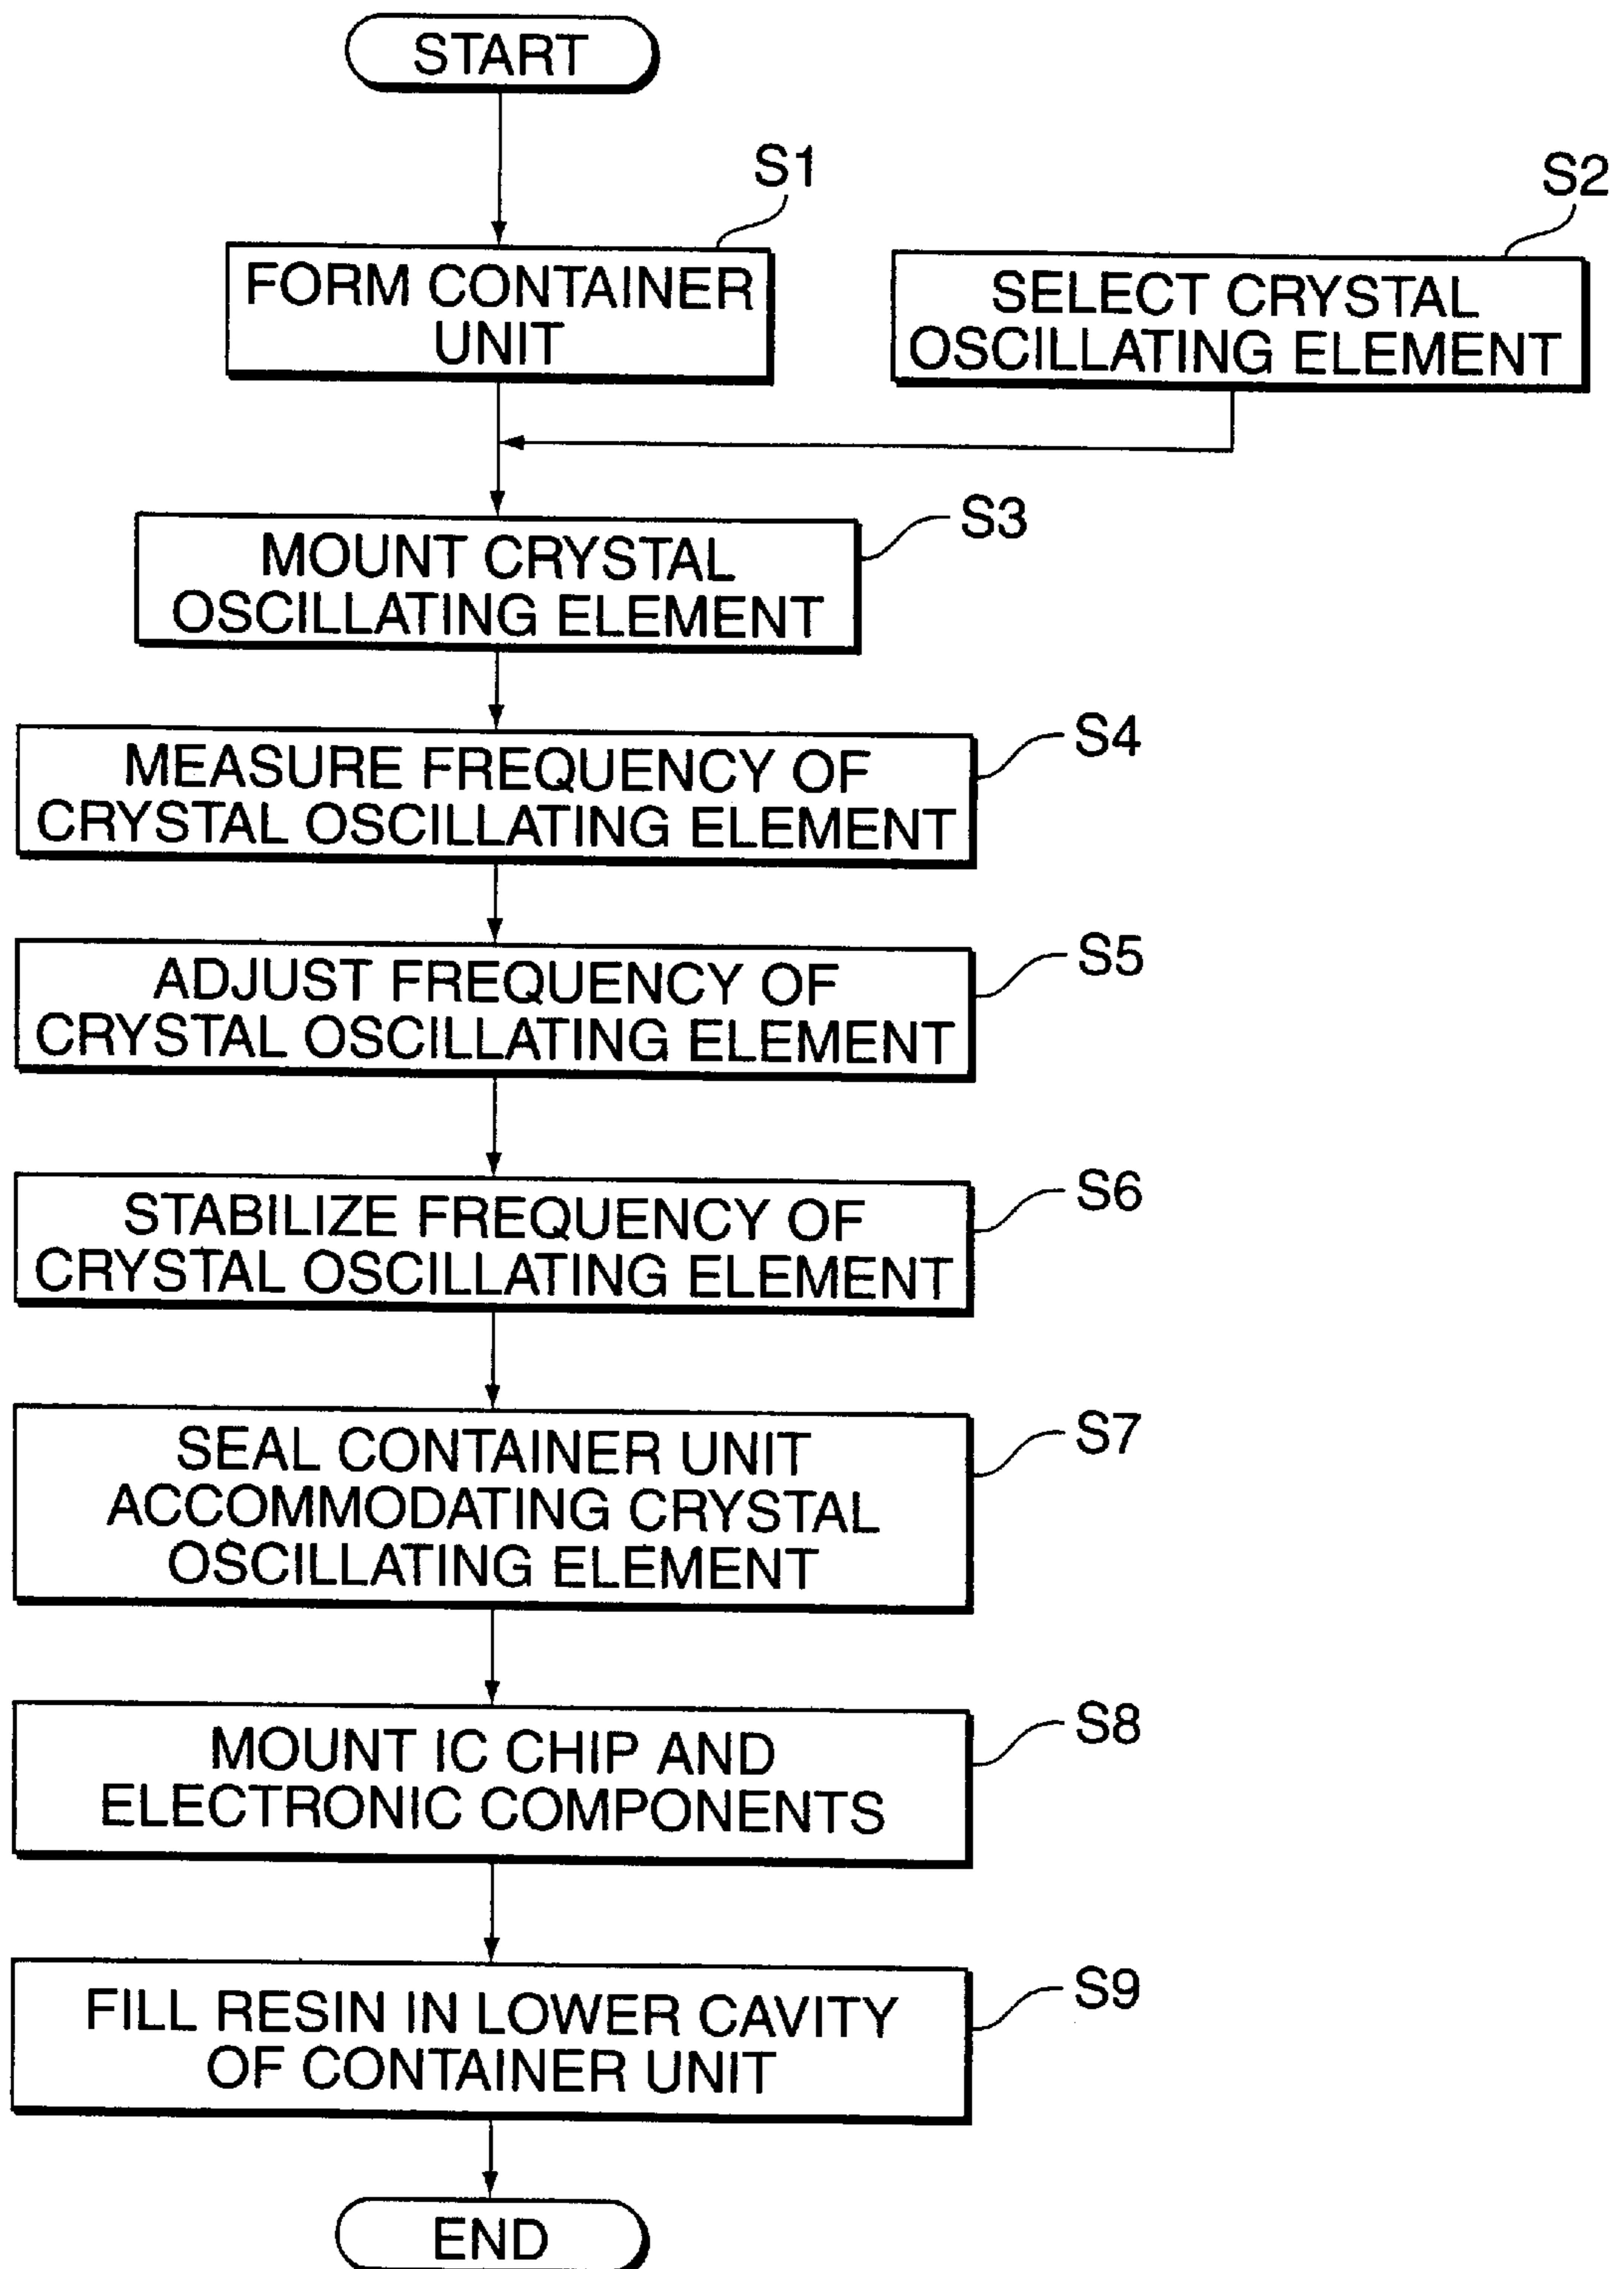 START
S1
FORM CONTAINER
UNIT
S2
SELECT CRYSTAL
OSCILLATING ELEMENT
S3
MOUNT CRYSTAL
OSCILLATING ELEMENT
S4
MEASURE FREQUENCY OF
CRYSTAL OSCILLATING ELEMENT
S5
ADJUST FREQUENCY OF
CRYSTAL OSCILLATING ELEMENT
S6
STABILIZE FREQUENCY OF
CRYSTAL OSCILLATING ELEMENT
S7
SEAL CONTAINER UNIT
ACCOMMODATING CRYSTAL
OSCILLATING ELEMENT
S8
MOUNT IC CHIP AND
ELECTRONIC COMPONENTS
S9
FILL RESIN IN LOWER CAVITY
OF CONTAINER UNIT
END